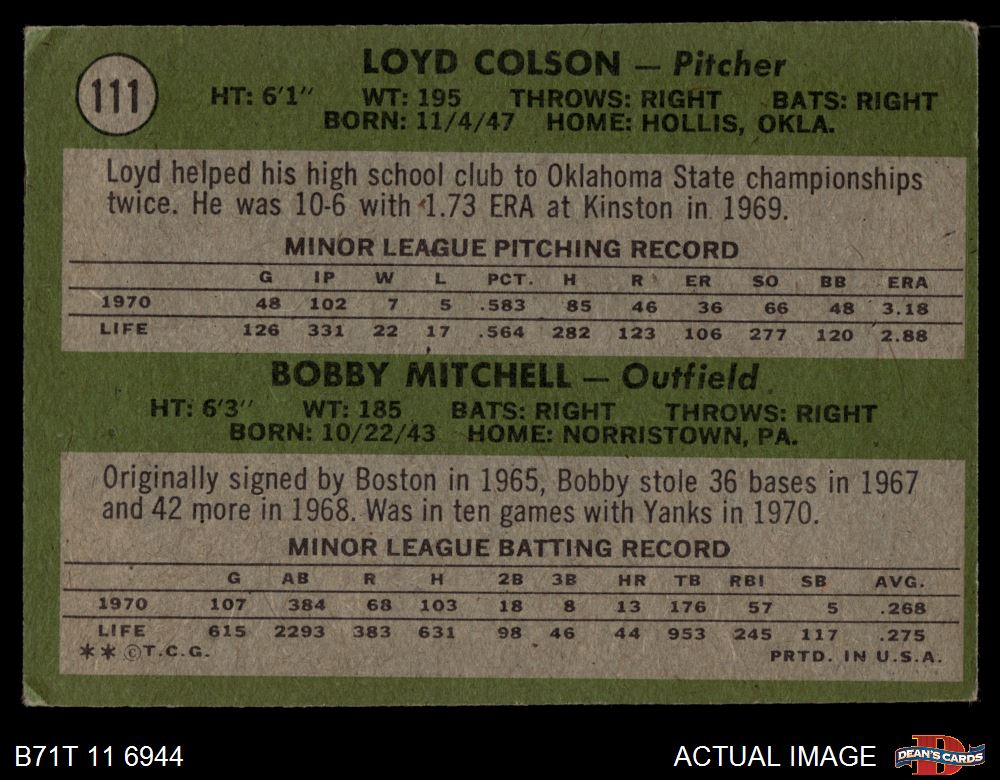 111
LOYD COLSON — Pitcher
HT: 6'1" WT: 195 THROWS: RIGHT BATS: RIGHT
BORN: 11/4/47 HOME: HOLLIS, OKLA.
Loyd helped his high school club to Oklahoma State championships
twice. He was 10-6 with 1.73 ERA at Kinston in 1969.
MINOR LEAGUE PITCHING RECORD
G IP W L PCT. H R ER SO BB ERA
1970 48 102 7 5 .583 85 46 36 66 48 3.18
LIFE 126 331 22 17 .564 282 123 106 277 120 2.88
BOBBY MITCHELL — Outfield
HT: 6'3" WT: 185 BATS: RIGHT THROWS: RIGHT
BORN: 10/22/43 HOME: NORRISTOWN, PA.
Originally signed by Boston in 1965, Bobby stole 36 bases in 1967
and 42 more in 1968. Was in ten games with Yanks in 1970.
MINOR LEAGUE BATTING RECORD
G AB R H 2B 3B HR TB RBI SB AVG.
1970 107 384 68 103 18 8 13 176 57 5 .268
LIFE 615 2293 383 631 98 46 44 953 245 117 .275
** ©T.C.G. PRTD. IN U.S.A.
B71T 11 6944 ACTUAL IMAGE D DEAN'S CARDS